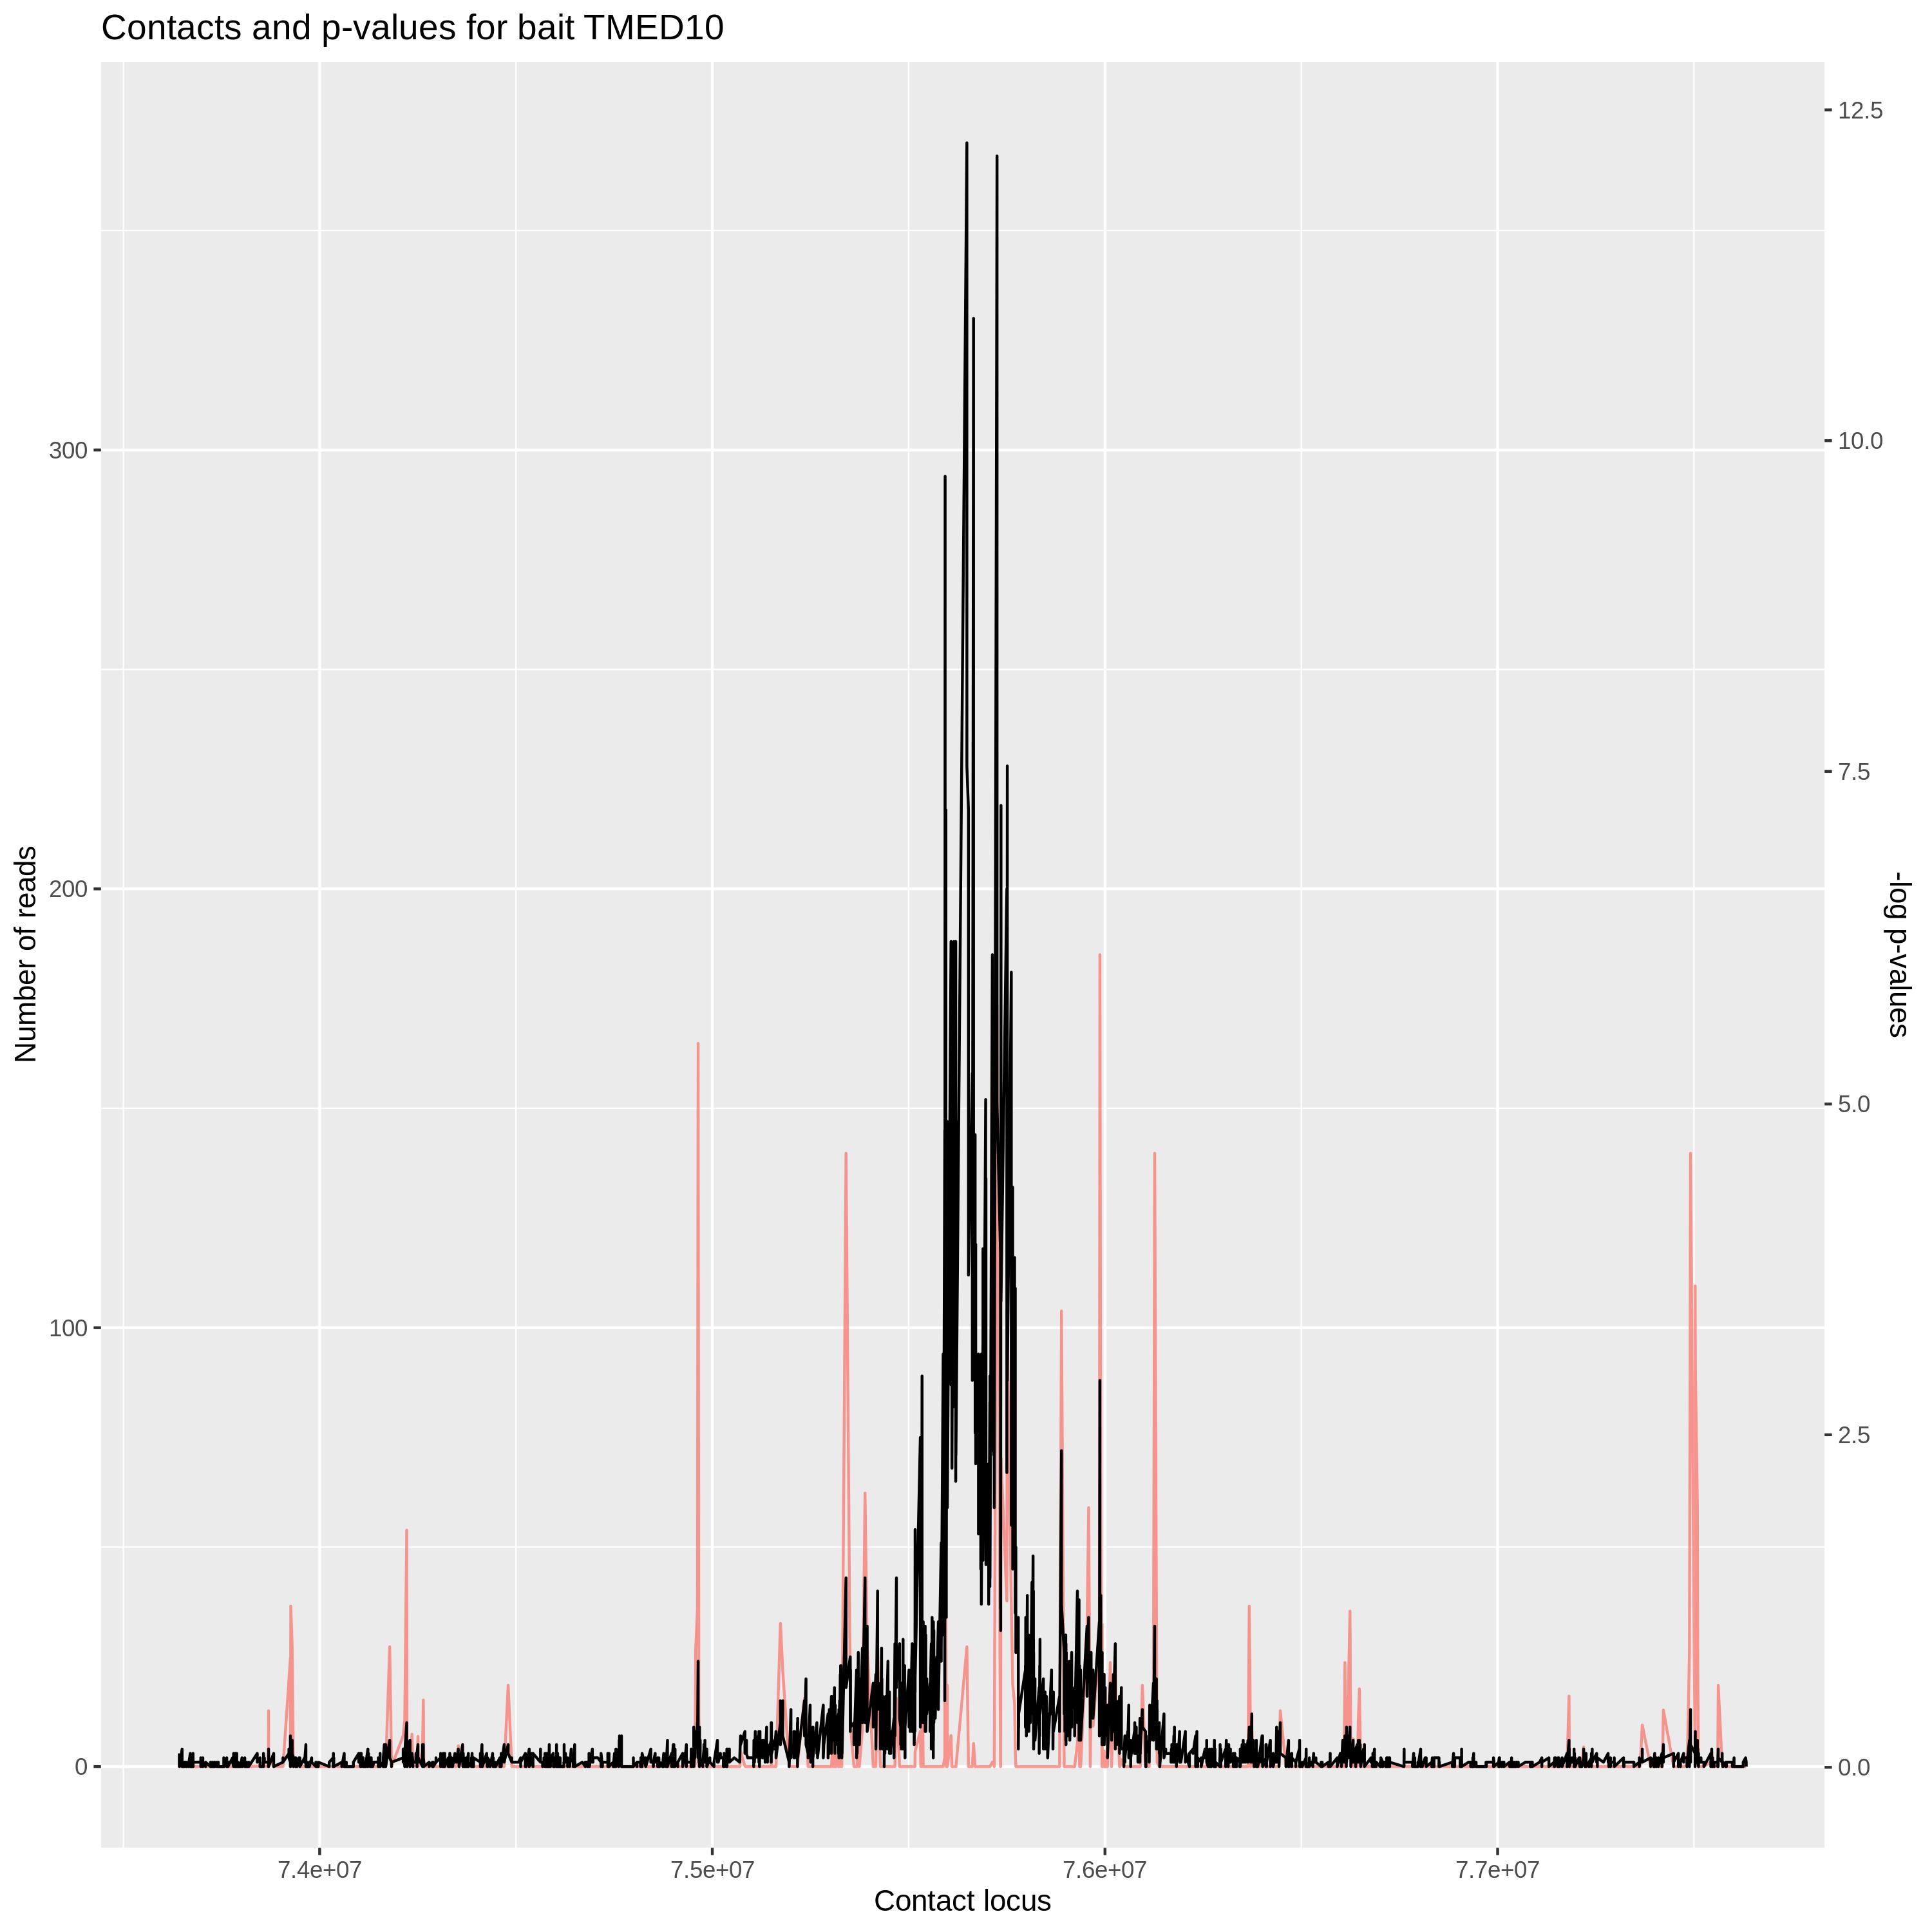 Contacts and p-values for bait TMED10
Number of reads
300
200
100
0
12.5
10.0
7.5
5.0
2.5
0.0
-log p-values
7.4e+07
7.5e+07
7.6e+07
7.7e+07
Contact locus